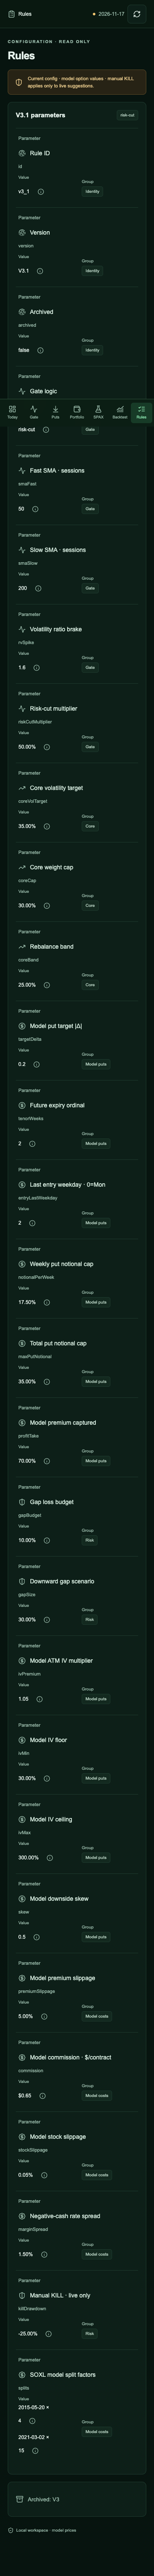 Rules
2026-11-17
CONFIGURATION · READ ONLY
Rules
Current config · model option values · manual KILL
applies only to live suggestions.
V3.1 parameters
risk-cut
Parameter
Rule ID
id
Value
v3_1
Group
Identity
Parameter
Version
version
Value
V3.1
Group
Identity
Parameter
Archived
archived
Value
false
Group
Identity
Parameter
Gate logic
Today
Gate
Puts
Portfolio
SPAX
Backtest
Rules
risk-cut
Gate
Parameter
Fast SMA · sessions
smaFast
Value
50
Group
Gate
Parameter
Slow SMA · sessions
smaSlow
Value
200
Group
Gate
Parameter
Volatility ratio brake
rvSpike
Value
1.6
Group
Gate
Parameter
Risk-cut multiplier
riskCutMultiplier
Value
50.00%
Group
Gate
Parameter
Core volatility target
coreVolTarget
Value
35.00%
Group
Core
Parameter
Core weight cap
coreCap
Value
30.00%
Group
Core
Parameter
Rebalance band
coreBand
Value
25.00%
Group
Core
Parameter
Model put target |Δ|
targetDelta
Value
0.2
Group
Model puts
Parameter
Future expiry ordinal
tenorWeeks
Value
2
Group
Model puts
Parameter
Last entry weekday · 0=Mon
entryLastWeekday
Value
2
Group
Model puts
Parameter
Weekly put notional cap
notionalPerWeek
Value
17.50%
Group
Model puts
Parameter
Total put notional cap
maxPutNotional
Value
35.00%
Group
Model puts
Parameter
Model premium captured
profitTake
Value
70.00%
Group
Model puts
Parameter
Gap loss budget
gapBudget
Value
10.00%
Group
Risk
Parameter
Downward gap scenario
gapSize
Value
30.00%
Group
Risk
Parameter
Model ATM IV multiplier
ivPremium
Value
1.05
Group
Model puts
Parameter
Model IV floor
ivMin
Value
30.00%
Group
Model puts
Parameter
Model IV ceiling
ivMax
Value
300.00%
Group
Model puts
Parameter
Model downside skew
skew
Value
0.5
Group
Model puts
Parameter
Model premium slippage
premiumSlippage
Value
5.00%
Group
Model costs
Parameter
Model commission · $/contract
commission
Value
$0.65
Group
Model costs
Parameter
Model stock slippage
stockSlippage
Value
0.05%
Group
Model costs
Parameter
Negative-cash rate spread
marginSpread
Value
1.50%
Group
Model costs
Parameter
Manual KILL · live only
killDrawdown
Value
-25.00%
Group
Risk
Parameter
SOXL model split factors
splits
Value
2015-05-20 ×
4
2021-03-02 ×
15
Group
Model costs
Archived: V3
Local workspace · model prices